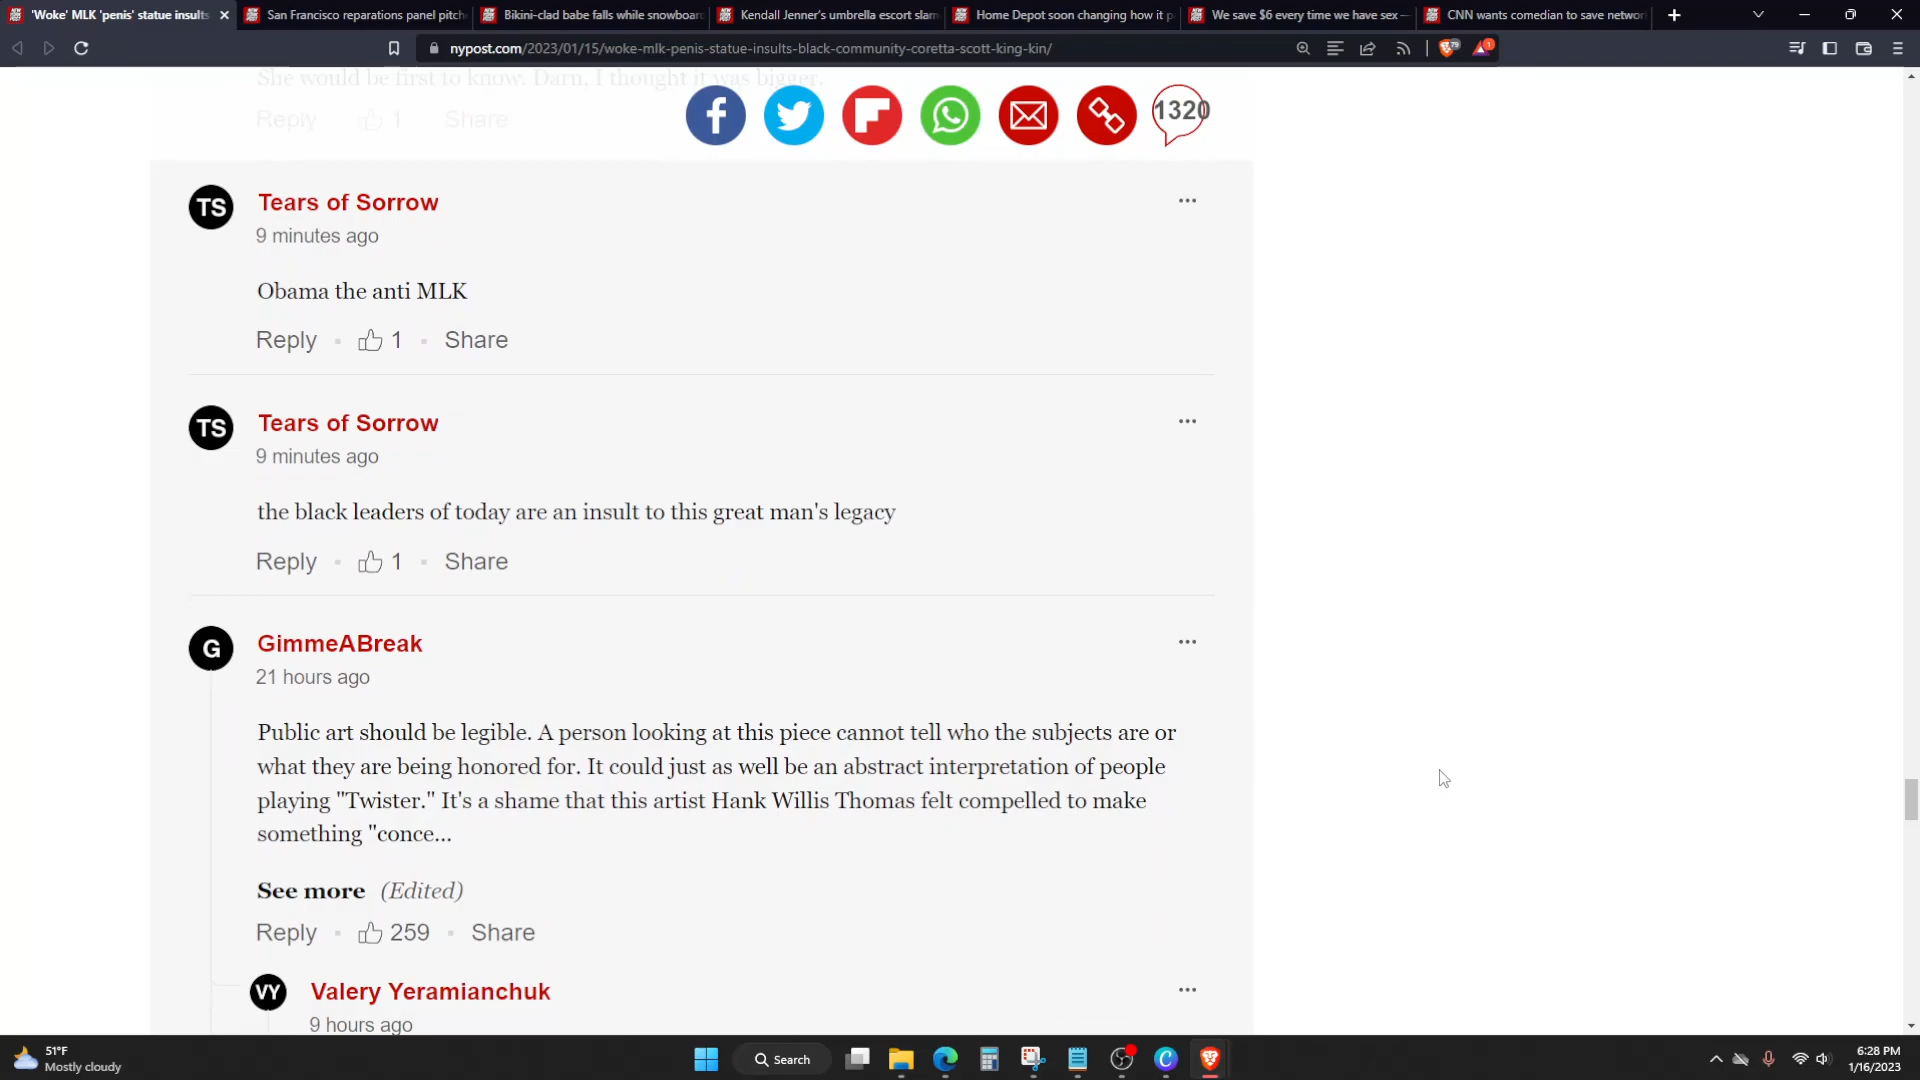 'Woke' MLK 'penis' statue insults
San Francisco reparations panel pitch
Bikini-clad babe falls while snowboar
Kendall Jenner's umbrella escort slam
Home Depot soon changing how it p
We save $6 every time we have sex —
CNN wants comedian to save networ
nypost.com/2023/01/15/woke-mlk-penis-statue-insults-black-community-coretta-scott-king-kin/
79
1
She would be first to know. Darn, I thought it was bigger.
Reply 1 Share
1320
TS
Tears of Sorrow
9 minutes ago
Obama the anti MLK
Reply 1 Share
TS
Tears of Sorrow
9 minutes ago
the black leaders of today are an insult to this great man's legacy
Reply 1 Share
G
GimmeABreak
21 hours ago
Public art should be legible. A person looking at this piece cannot tell who the subjects are or
what they are being honored for. It could just as well be an abstract interpretation of people
playing "Twister." It's a shame that this artist Hank Willis Thomas felt compelled to make
something "conce...
See more (Edited)
Reply 259 Share
VY
Valery Yeramianchuk
9 hours ago
51°F
Mostly cloudy
Search
6:28 PM
1/16/2023